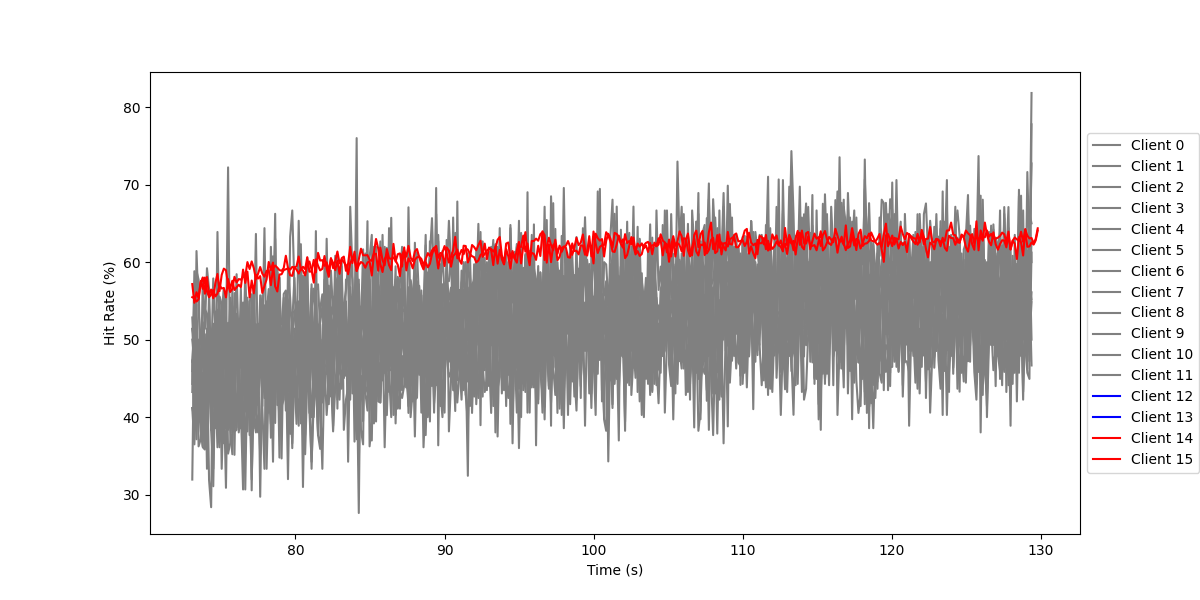 80
70
60
50
40
30
Hit Rate (%)
80
90
100
110
120
130
Time (s)
Client 0
Client 1
Client 2
Client 3
Client 4
Client 5
Client 6
Client 7
Client 8
Client 9
Client 10
Client 11
Client 12
Client 13
Client 14
Client 15